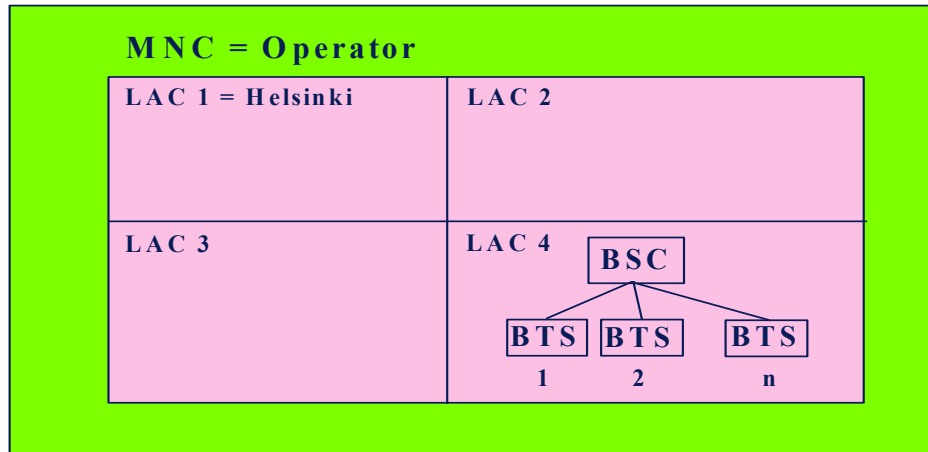 MNC = Operator
LAC 1 = Helsinki
LAC 2
LAC 3
LAC 4
BSC
BTS BTS BTS
1 2 n